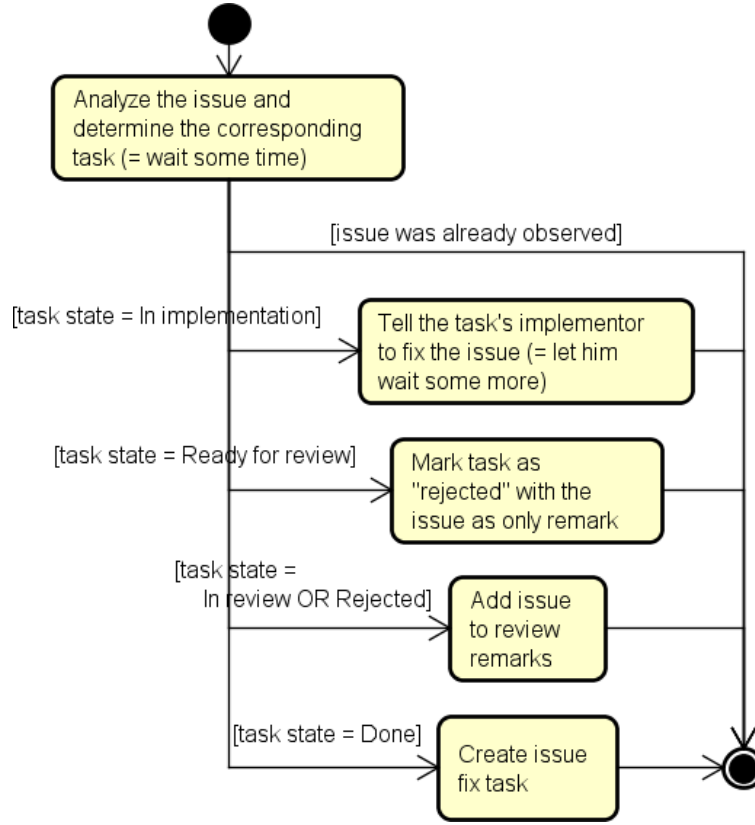 Analyze the issue and
determine the corresponding
task (= wait some time)
[issue was already observed]
[task state = In implementation]
Tell the task's implementor
to fix the issue (= let him
wait some more)
[task state = Ready for review]
Mark task as
"rejected" with the
issue as only remark
[task state =
In review OR Rejected]
Add issue
to review
remarks
[task state = Done]
Create issue
fix task